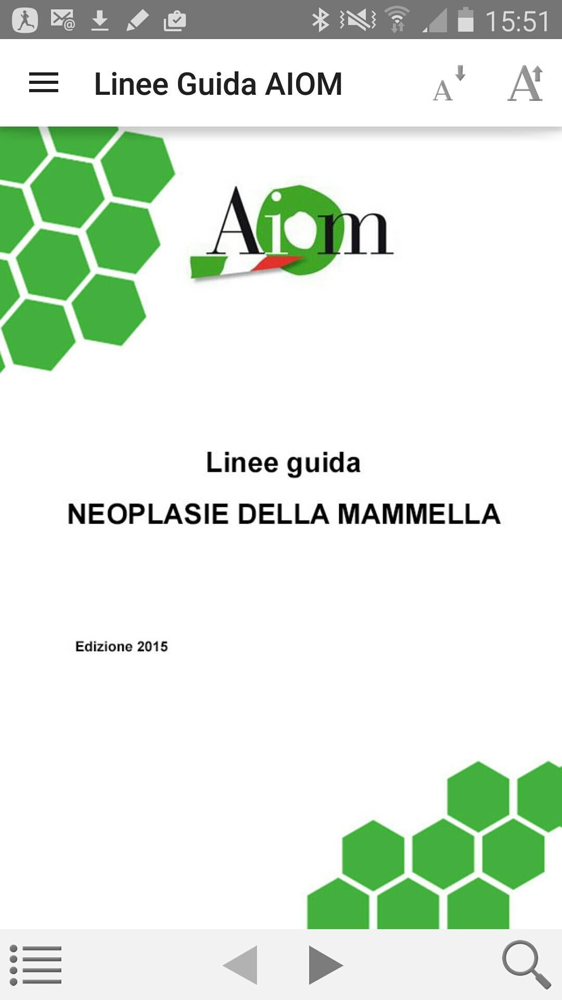 15:51
Linee Guida AIOM
A
A
Aiom
Linee guida
NEOPLASIE DELLA MAMMELLA
Edizione 2015